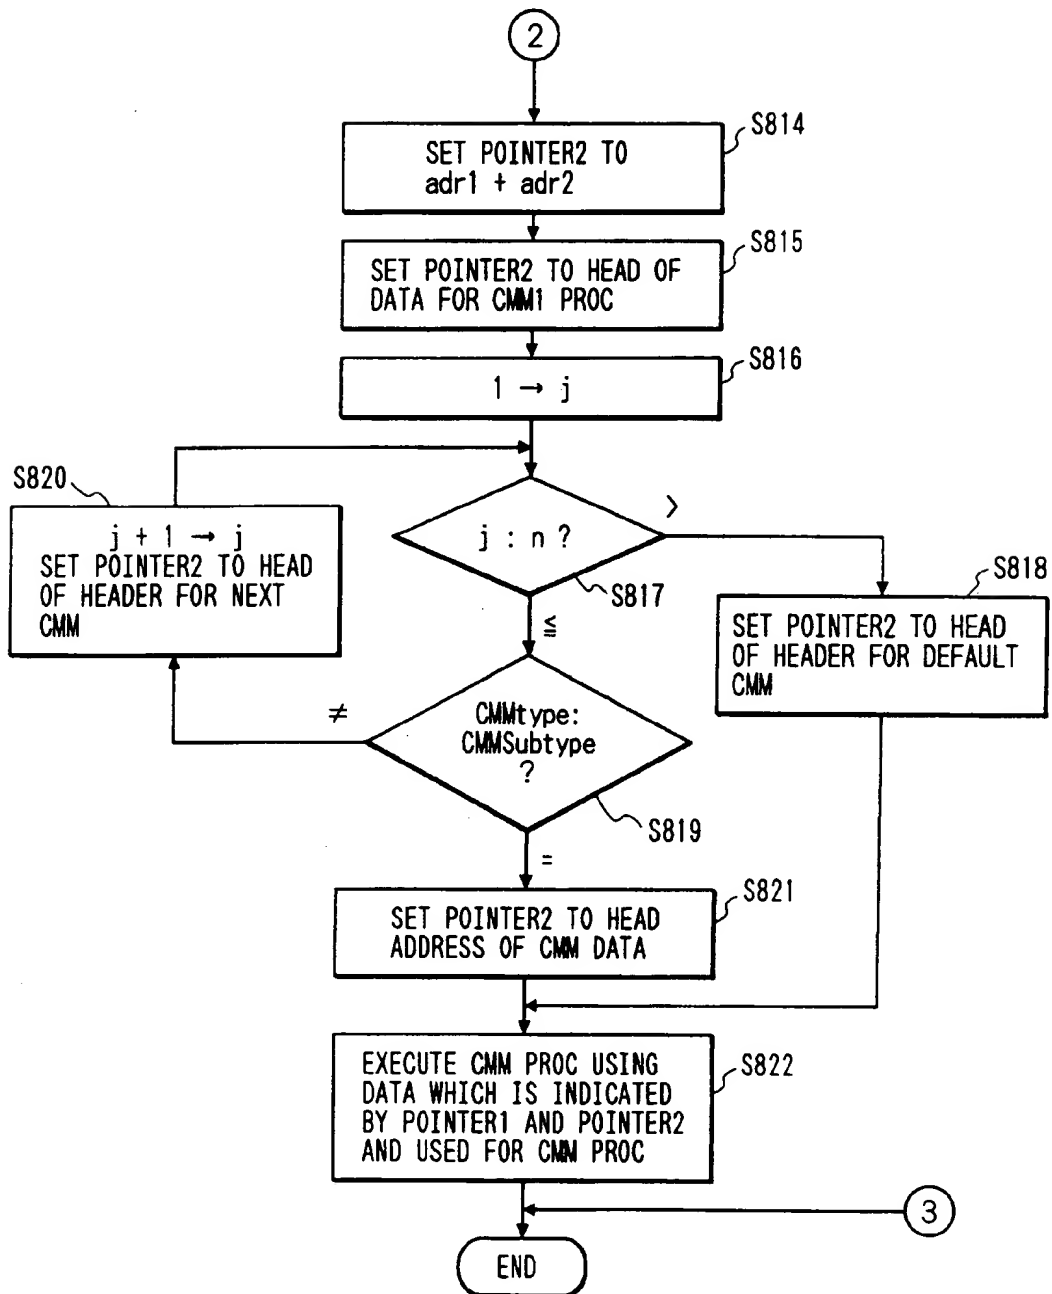 2
S814
SET POINTER2 TO
adr1 + adr2
S815
SET POINTER2 TO HEAD OF
DATA FOR CMM1 PROC
S816
1 → j
S820
j + 1 → j
SET POINTER2 TO HEAD
OF HEADER FOR NEXT
CMM
j : n ?
>
S817
≦
S818
SET POINTER2 TO HEAD
OF HEADER FOR DEFAULT
CMM
≠
CMMtype:
CMMSubtype
?
S819
=
S821
SET POINTER2 TO HEAD
ADDRESS OF CMM DATA
S822
EXECUTE CMM PROC USING
DATA WHICH IS INDICATED
BY POINTER1 AND POINTER2
AND USED FOR CMM PROC
3
END